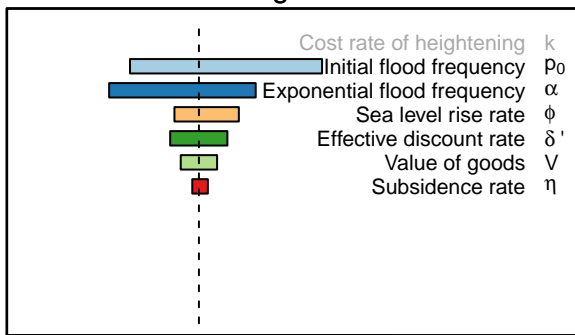 Cost rate of heightening k
Initial flood frequency p0
Exponential flood frequency α
Sea level rise rate ϕ
Effective discount rate δ'
Value of goods V
Subsidence rate η